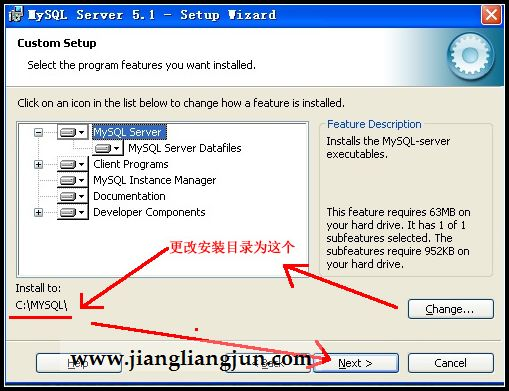 MySQL Server 5.1 - Setup Wizard
Custom Setup
Select the program features you want installed.
Click on an icon in the list below to change how a feature is installed.
MySQL Server
MySQL Server Datafiles
Client Programs
MySQL Instance Manager
Documentation
Developer Components
Feature Description
Installs the MySQL-server
executables.
This feature requires 63MB on
your hard drive. It has 1 of 1
subfeatures selected. The
subfeatures require 952KB on
your hard drive.
更改安装目录为这个
Install to:
C:\MYSQL\
Change...
www.jiangliangjun.com
Help
< Back
Next >
Cancel